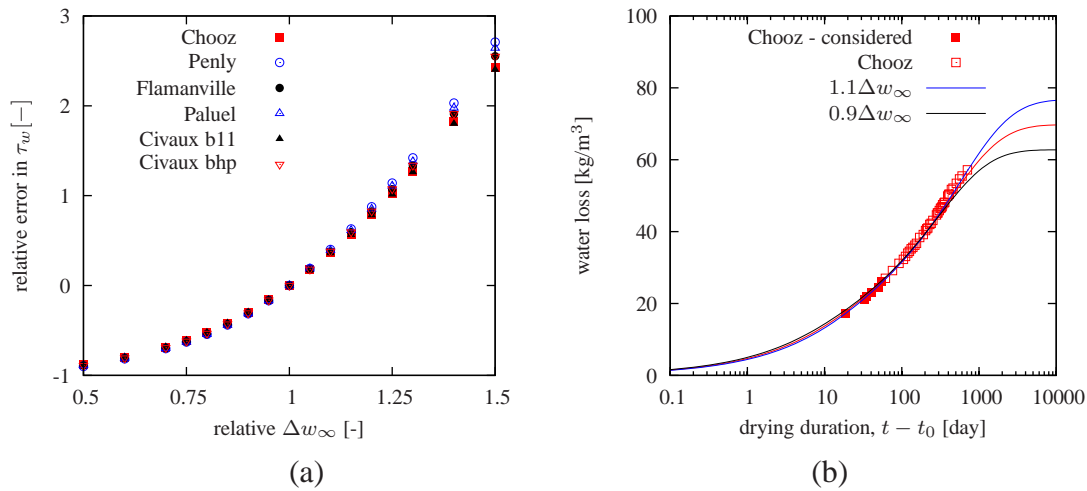 3
2
1
0
-1
0.5
0.75
1
1.25
1.5
relative error in τw [−]
relative Δw∞ [-]
Chooz
Penly
Flamanville
Paluel
Civaux b11
Civaux bhp
(a)
100
80
60
40
20
0
0.1
1
10
100
1000
10000
water loss [kg/m³]
drying duration, t − t₀ [day]
Chooz - considered
Chooz
1.1Δw∞
0.9Δw∞
(b)